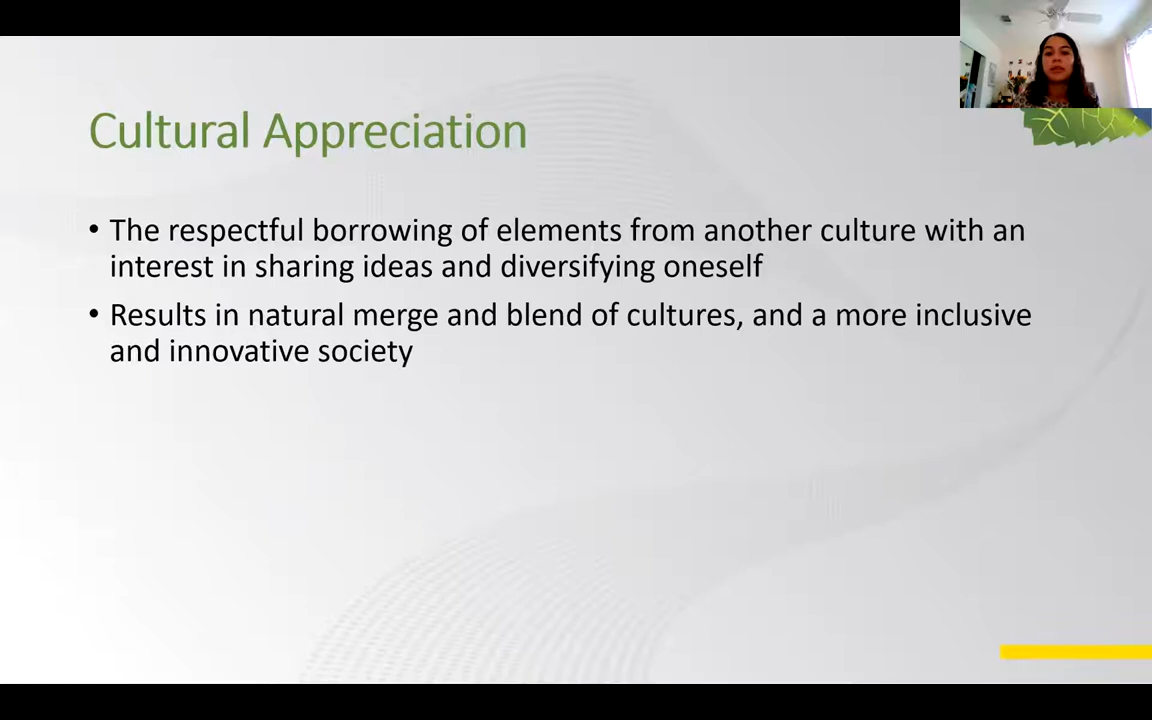 Cultural Appreciation
• The respectful borrowing of elements from another culture with an
interest in sharing ideas and diversifying oneself
• Results in natural merge and blend of cultures, and a more inclusive
and innovative society